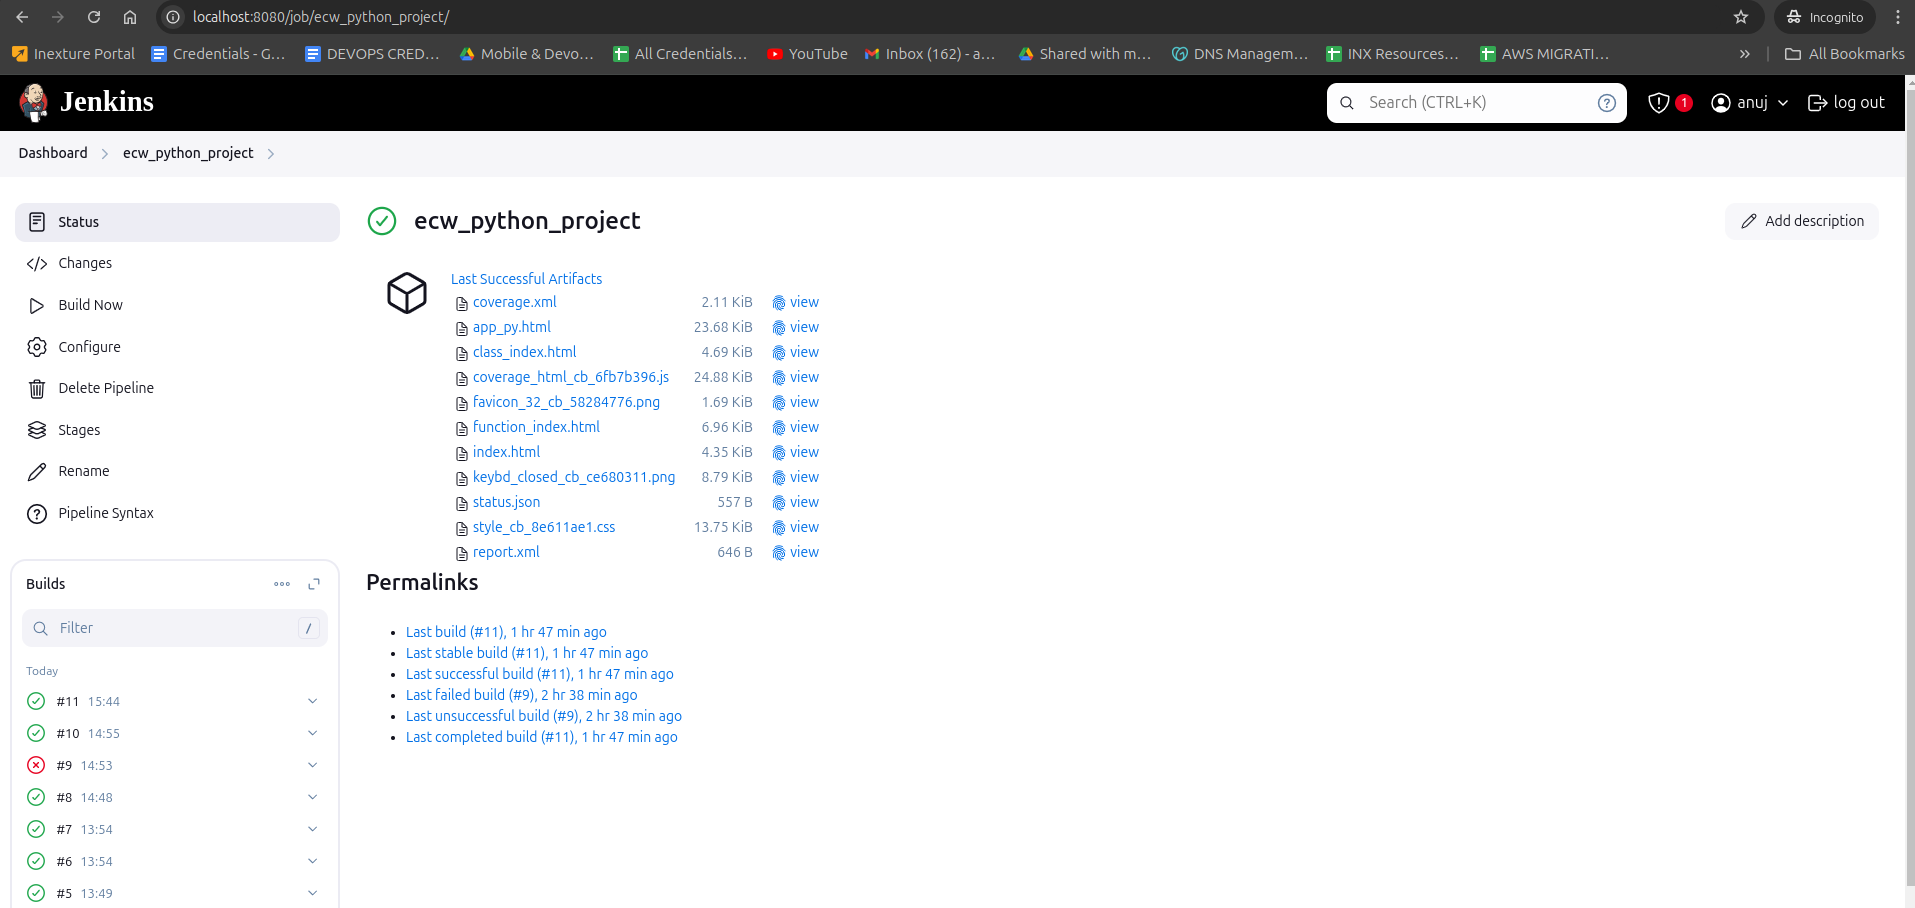 localhost:8080/job/ecw_python_project/
Incognito
Inexture Portal
Credentials - G...
DEVOPS CRED...
Mobile & Devo...
All Credentials...
YouTube
Inbox (162) - a...
Shared with m...
DNS Managem...
INX Resources...
AWS MIGRATI...
»
All Bookmarks
Jenkins
Search (CTRL+K)
?
1
anuj
log out
Dashboard
ecw_python_project
Status
Changes
Build Now
Configure
Delete Pipeline
Stages
Rename
Pipeline Syntax
ecw_python_project
Add description
Last Successful Artifacts
coverage.xml 2.11 KiB view
app_py.html 23.68 KiB view
class_index.html 4.69 KiB view
coverage_html_cb_6fb7b396.js 24.88 KiB view
favicon_32_cb_58284776.png 1.69 KiB view
function_index.html 6.96 KiB view
index.html 4.35 KiB view
keybd_closed_cb_ce680311.png 8.79 KiB view
status.json 557 B view
style_cb_8e611ae1.css 13.75 KiB view
report.xml 646 B view
Permalinks
Last build (#11), 1 hr 47 min ago
Last stable build (#11), 1 hr 47 min ago
Last successful build (#11), 1 hr 47 min ago
Last failed build (#9), 2 hr 38 min ago
Last unsuccessful build (#9), 2 hr 38 min ago
Last completed build (#11), 1 hr 47 min ago
Builds
Filter /
Today
#11 15:44
#10 14:55
#9 14:53
#8 14:48
#7 13:54
#6 13:54
#5 13:49